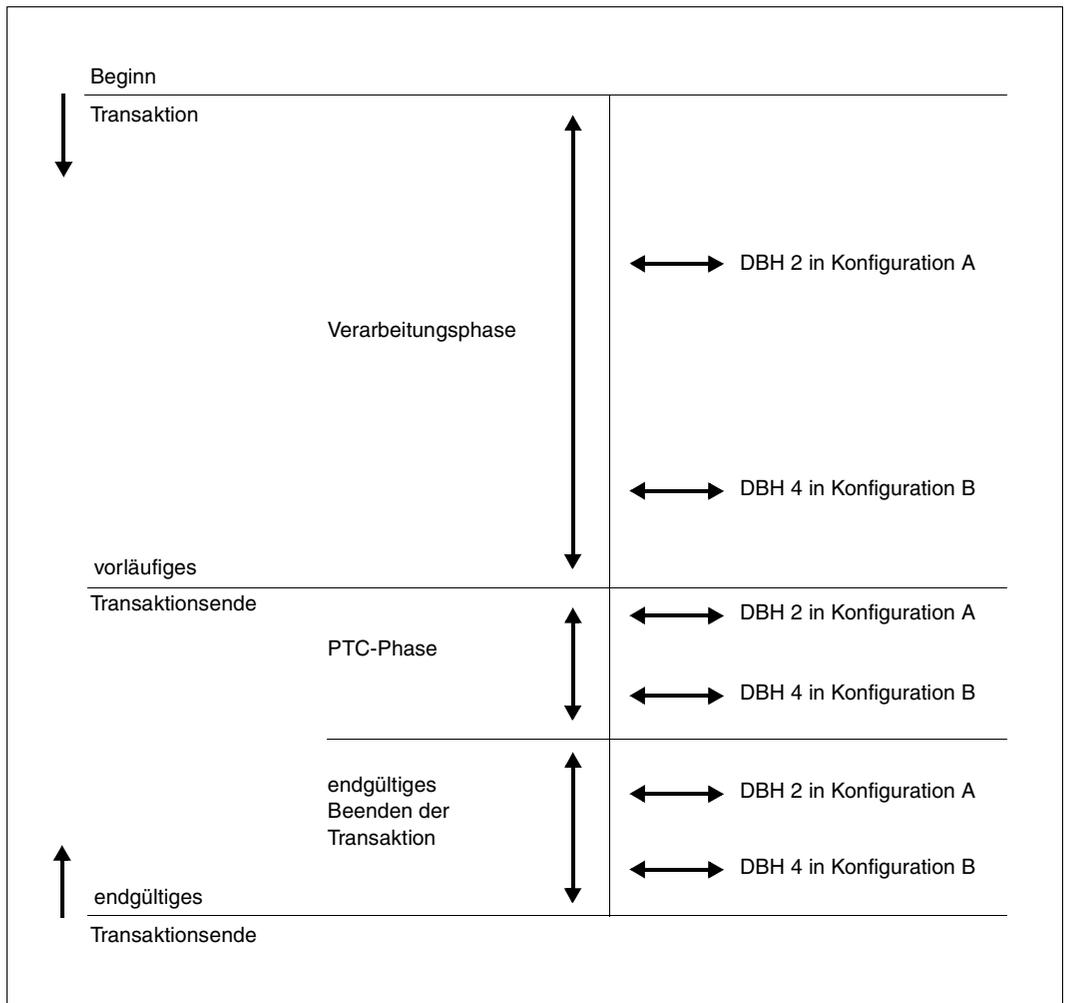 Beginn
Transaktion
DBH 2 in Konfiguration A
Verarbeitungsphase
DBH 4 in Konfiguration B
vorläufiges
Transaktionsende
DBH 2 in Konfiguration A
PTC-Phase
DBH 4 in Konfiguration B
endgültiges
Beenden der
Transaktion
DBH 2 in Konfiguration A
DBH 4 in Konfiguration B
endgültiges
Transaktionsende